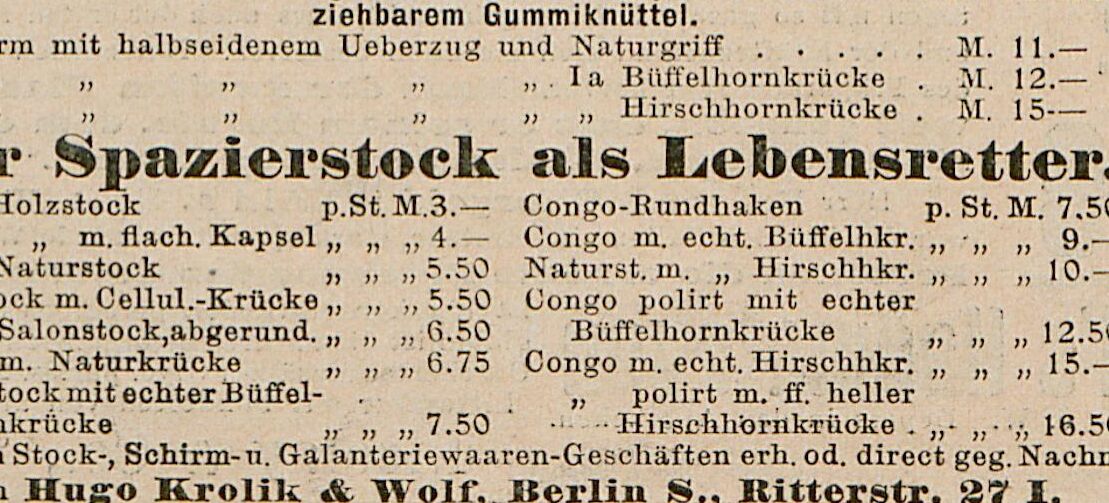 ziehbarem Gummiknüttel.
rm mit halbseidenem Ueberzug und Naturgriff . . . . . M. 11.—
„ „ „ „ Ia Büffelhornkrücke . M. 12.—
„ „ „ „ „ Hirschhornkrücke . M. 15-—
r Spazierstock als Lebensretter.
Holzstock p.St. M. 3.—
„ m. flach. Kapsel „ „ „ 4.—
Naturstock „ „ „ 5.50
ock m. Cellul.-Krücke „ „ „ 5.50
Salonstock, abgerund. „ „ „ 6.50
m. Naturkrücke „ „ „ 6.75
tock mit echter Büffel-
nkrücke „ „ „ 7.50
Congo-Rundhaken p. St. M. 7.50
Congo m. echt. Büffelhkr. „ „ „ 9.—
Naturst. m. „ Hirschhkr. „ „ „ 10.—
Congo polirt mit echter
Büffelhornkrücke „ „ „ 12.50
Congo m. echt. Hirschhkr. „ „ „ 15.—
„ polirt m. ff. heller
Hirschhornkrücke . „ „ „ 16.50
Stock-, Schirm- u. Galanteriewaaren-Geschäften erh. od. direct geg. Nachn
n Hugo Krolik & Wolf, Berlin S., Ritterstr. 27 I.